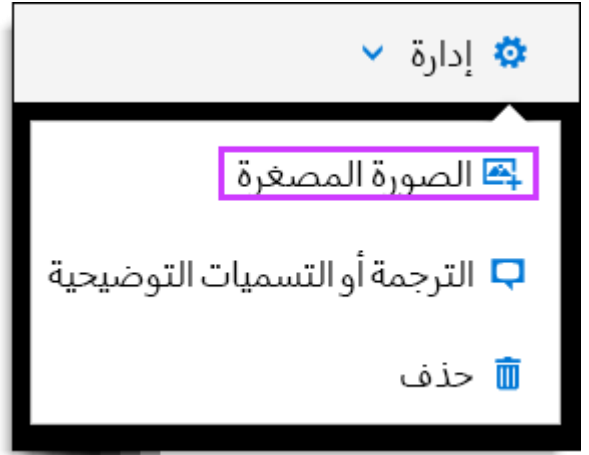 إدارة
الصورة المصغرة
الترجمة أو التسميات التوضيحية
حذف